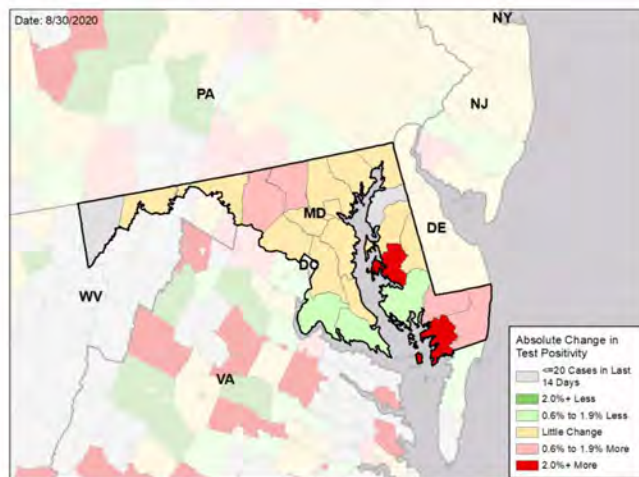 Date: 8/30/2020
NY
PA
NJ
MD
DE
DC
WV
VA
Absolute Change in
Test Positivity
<=20 Cases in Last
14 Days
2.0%+ Less
0.6% to 1.9% Less
Little Change
0.6% to 1.9% More
2.0%+ More